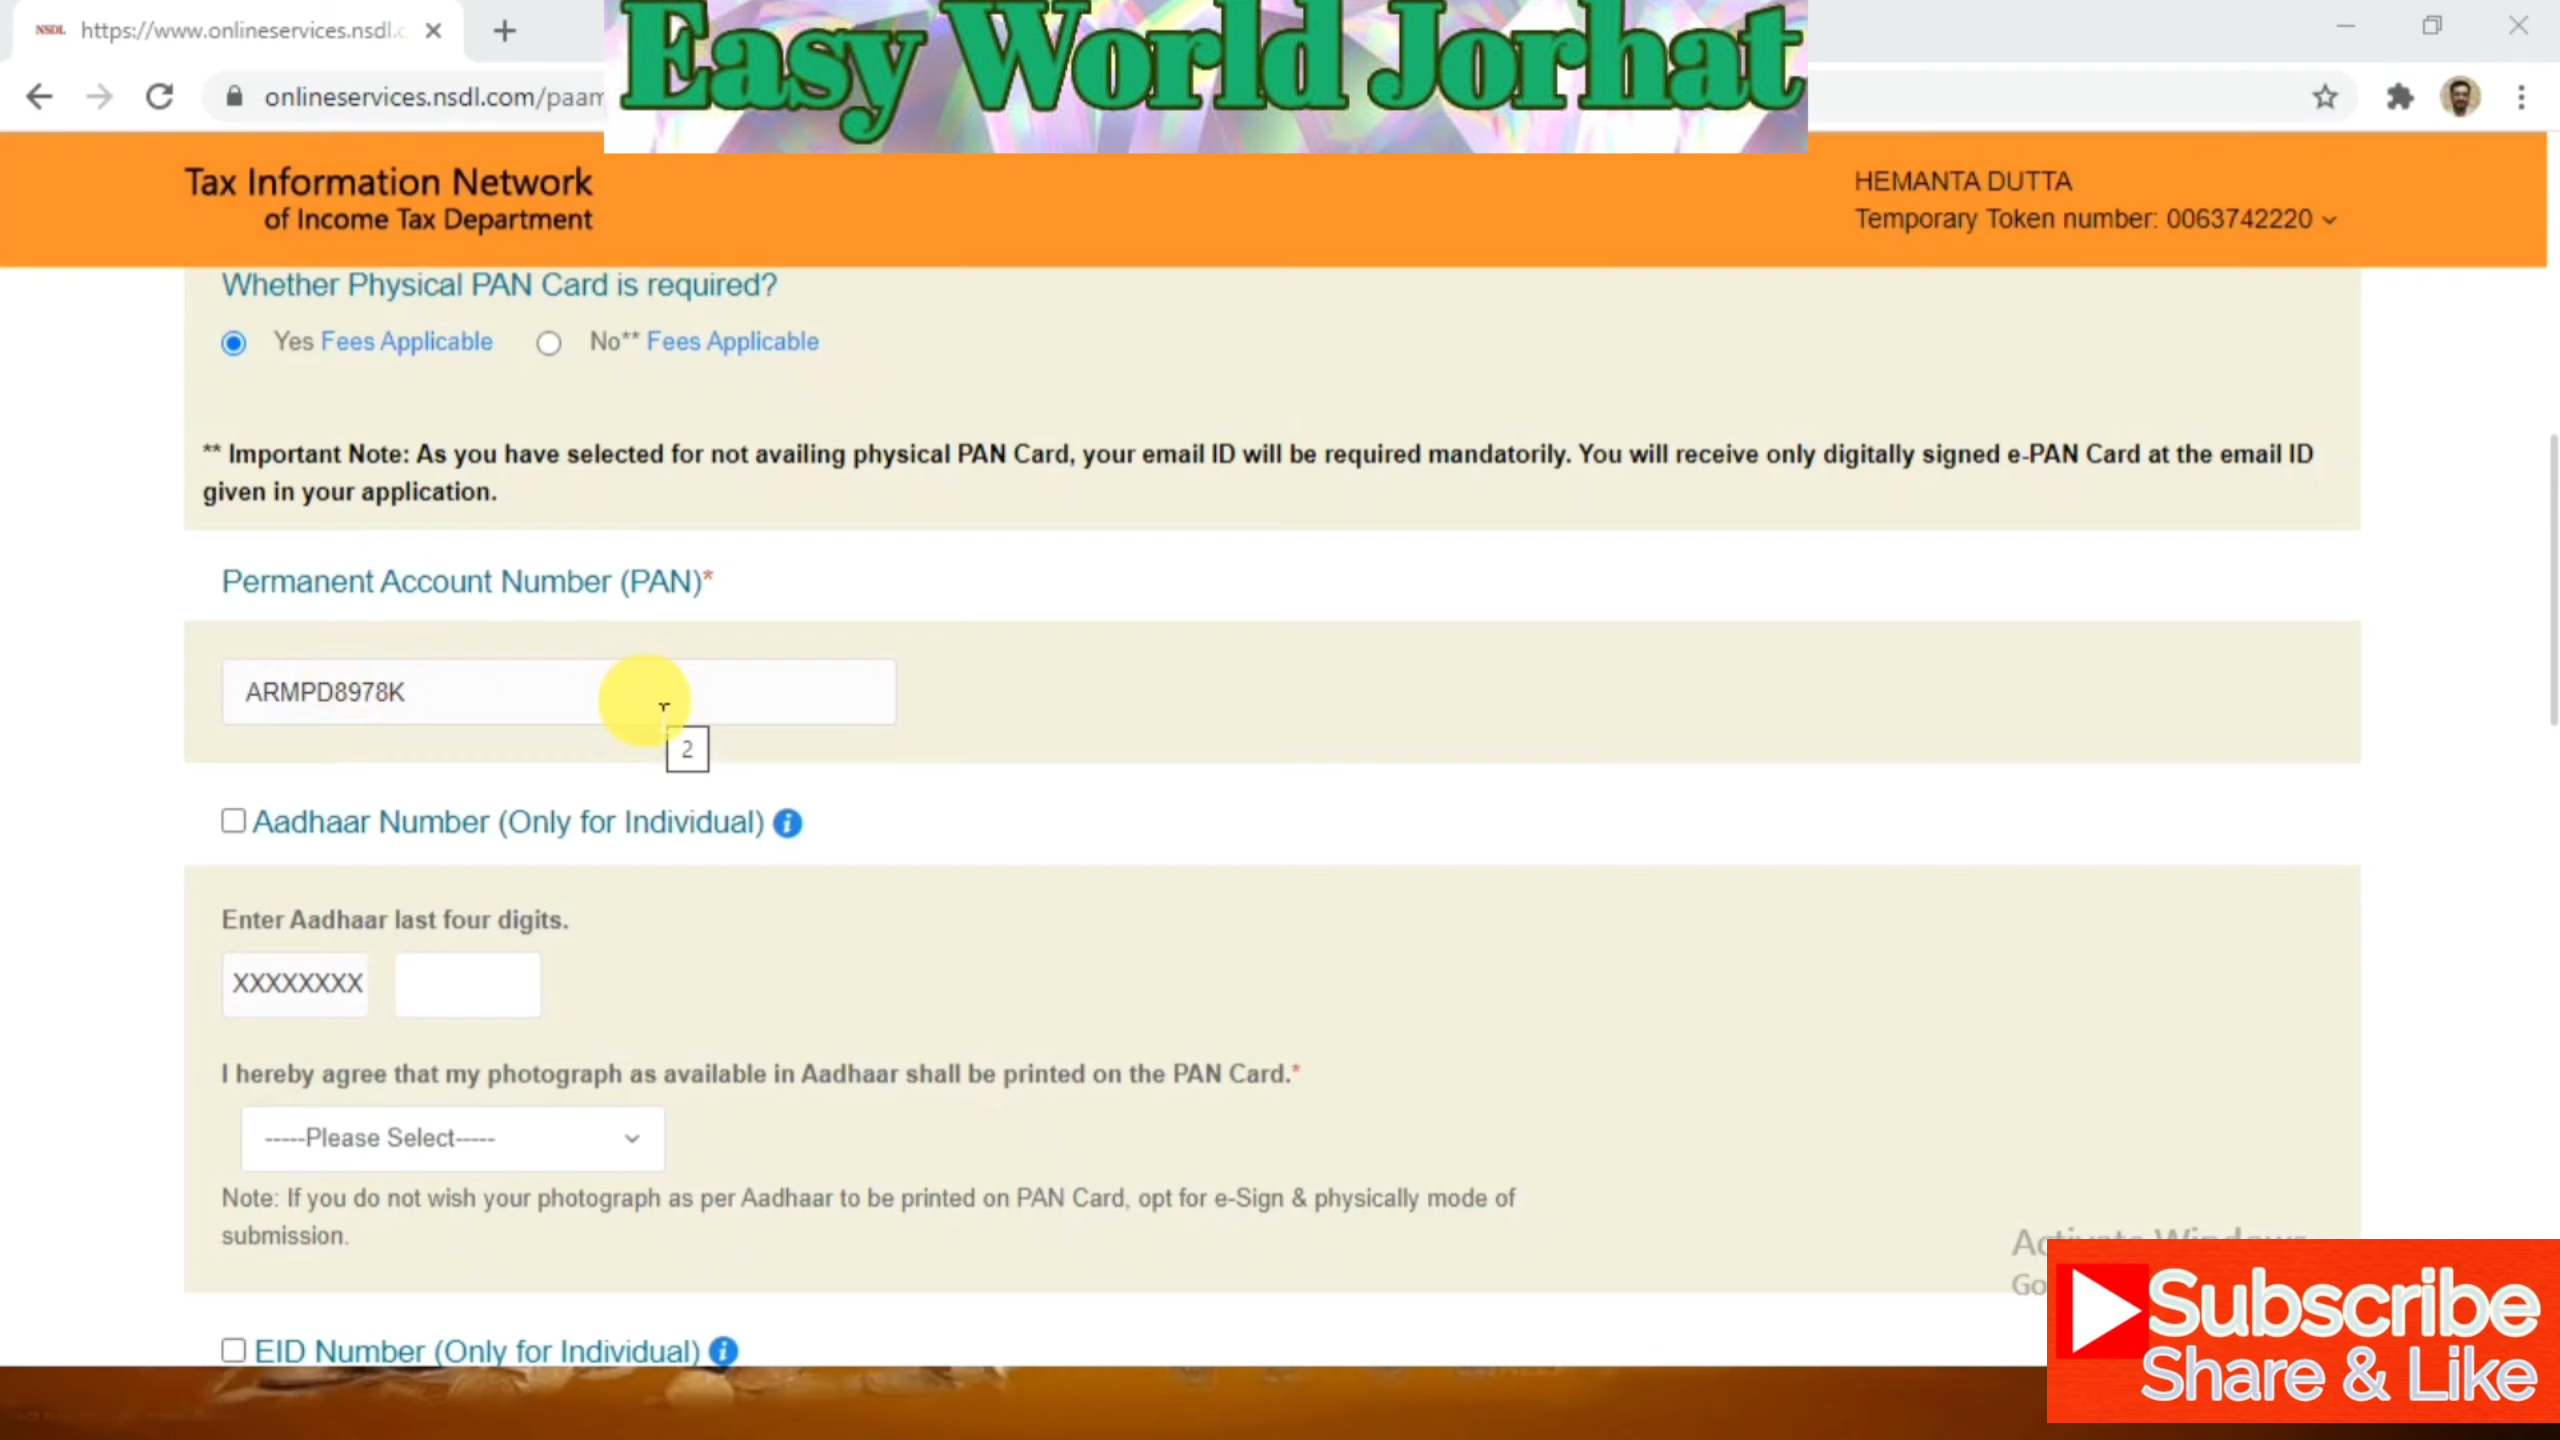 NSDL https://www.onlineservices.nsdl.c
onlineservices.nsdl.com/paam
Easy World Jorhat
Tax Information Network
of Income Tax Department
HEMANTA DUTTA
Temporary Token number: 0063742220
Whether Physical PAN Card is required?
Yes Fees Applicable No** Fees Applicable
** Important Note: As you have selected for not availing physical PAN Card, your email ID will be required mandatorily. You will receive only digitally signed e-PAN Card at the email ID
given in your application.
Permanent Account Number (PAN)*
ARMPD8978K
2
Aadhaar Number (Only for Individual)
Enter Aadhaar last four digits.
XXXXXXXX
I hereby agree that my photograph as available in Aadhaar shall be printed on the PAN Card.*
-----Please Select-----
Note: If you do not wish your photograph as per Aadhaar to be printed on PAN Card, opt for e-Sign & physically mode of
submission.
Activate Windows
Go
EID Number (Only for Individual)
Subscribe
Share & Like